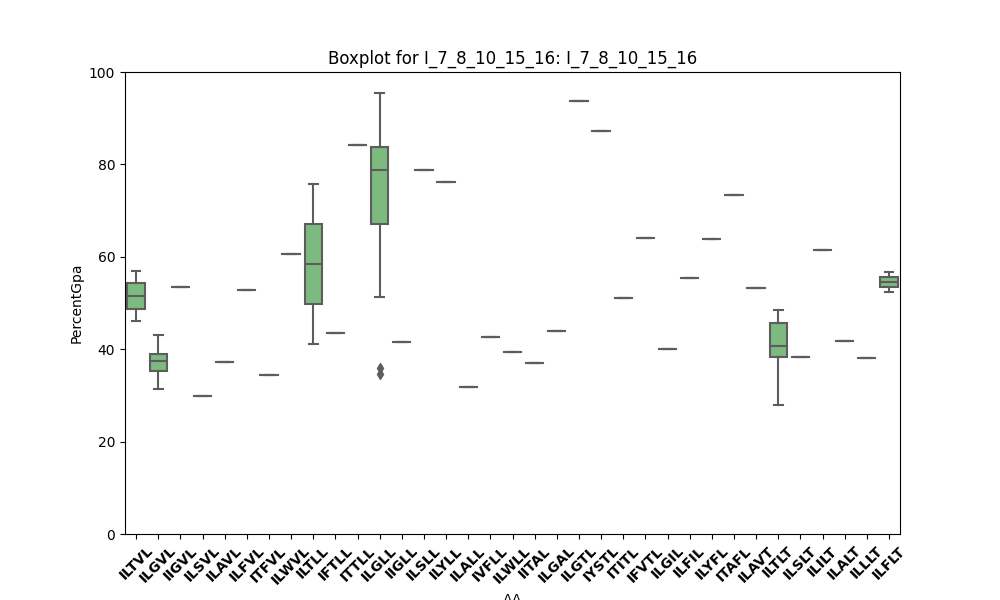 Boxplot for I_7_8_10_15_16: I_7_8_10_15_16
100
80
60
40
20
0
PercentGpa
ILTVL
ILGVL
IIGVL
ILSVL
ILAVL
ILFVL
ITFVL
ILWVL
ILTLL
IFTLL
ITTLL
ILGLL
IIGLL
ILSLL
ILYLL
ILALL
IVFLL
ILWLL
IITAL
ILGAL
ILGTL
IYSTL
ITITL
IFVTL
ILGIL
ILFIL
ILYFL
ITAFL
ILAVT
ILTLT
ILSLT
ILILT
ILALT
ILLLT
ILFLT
AA